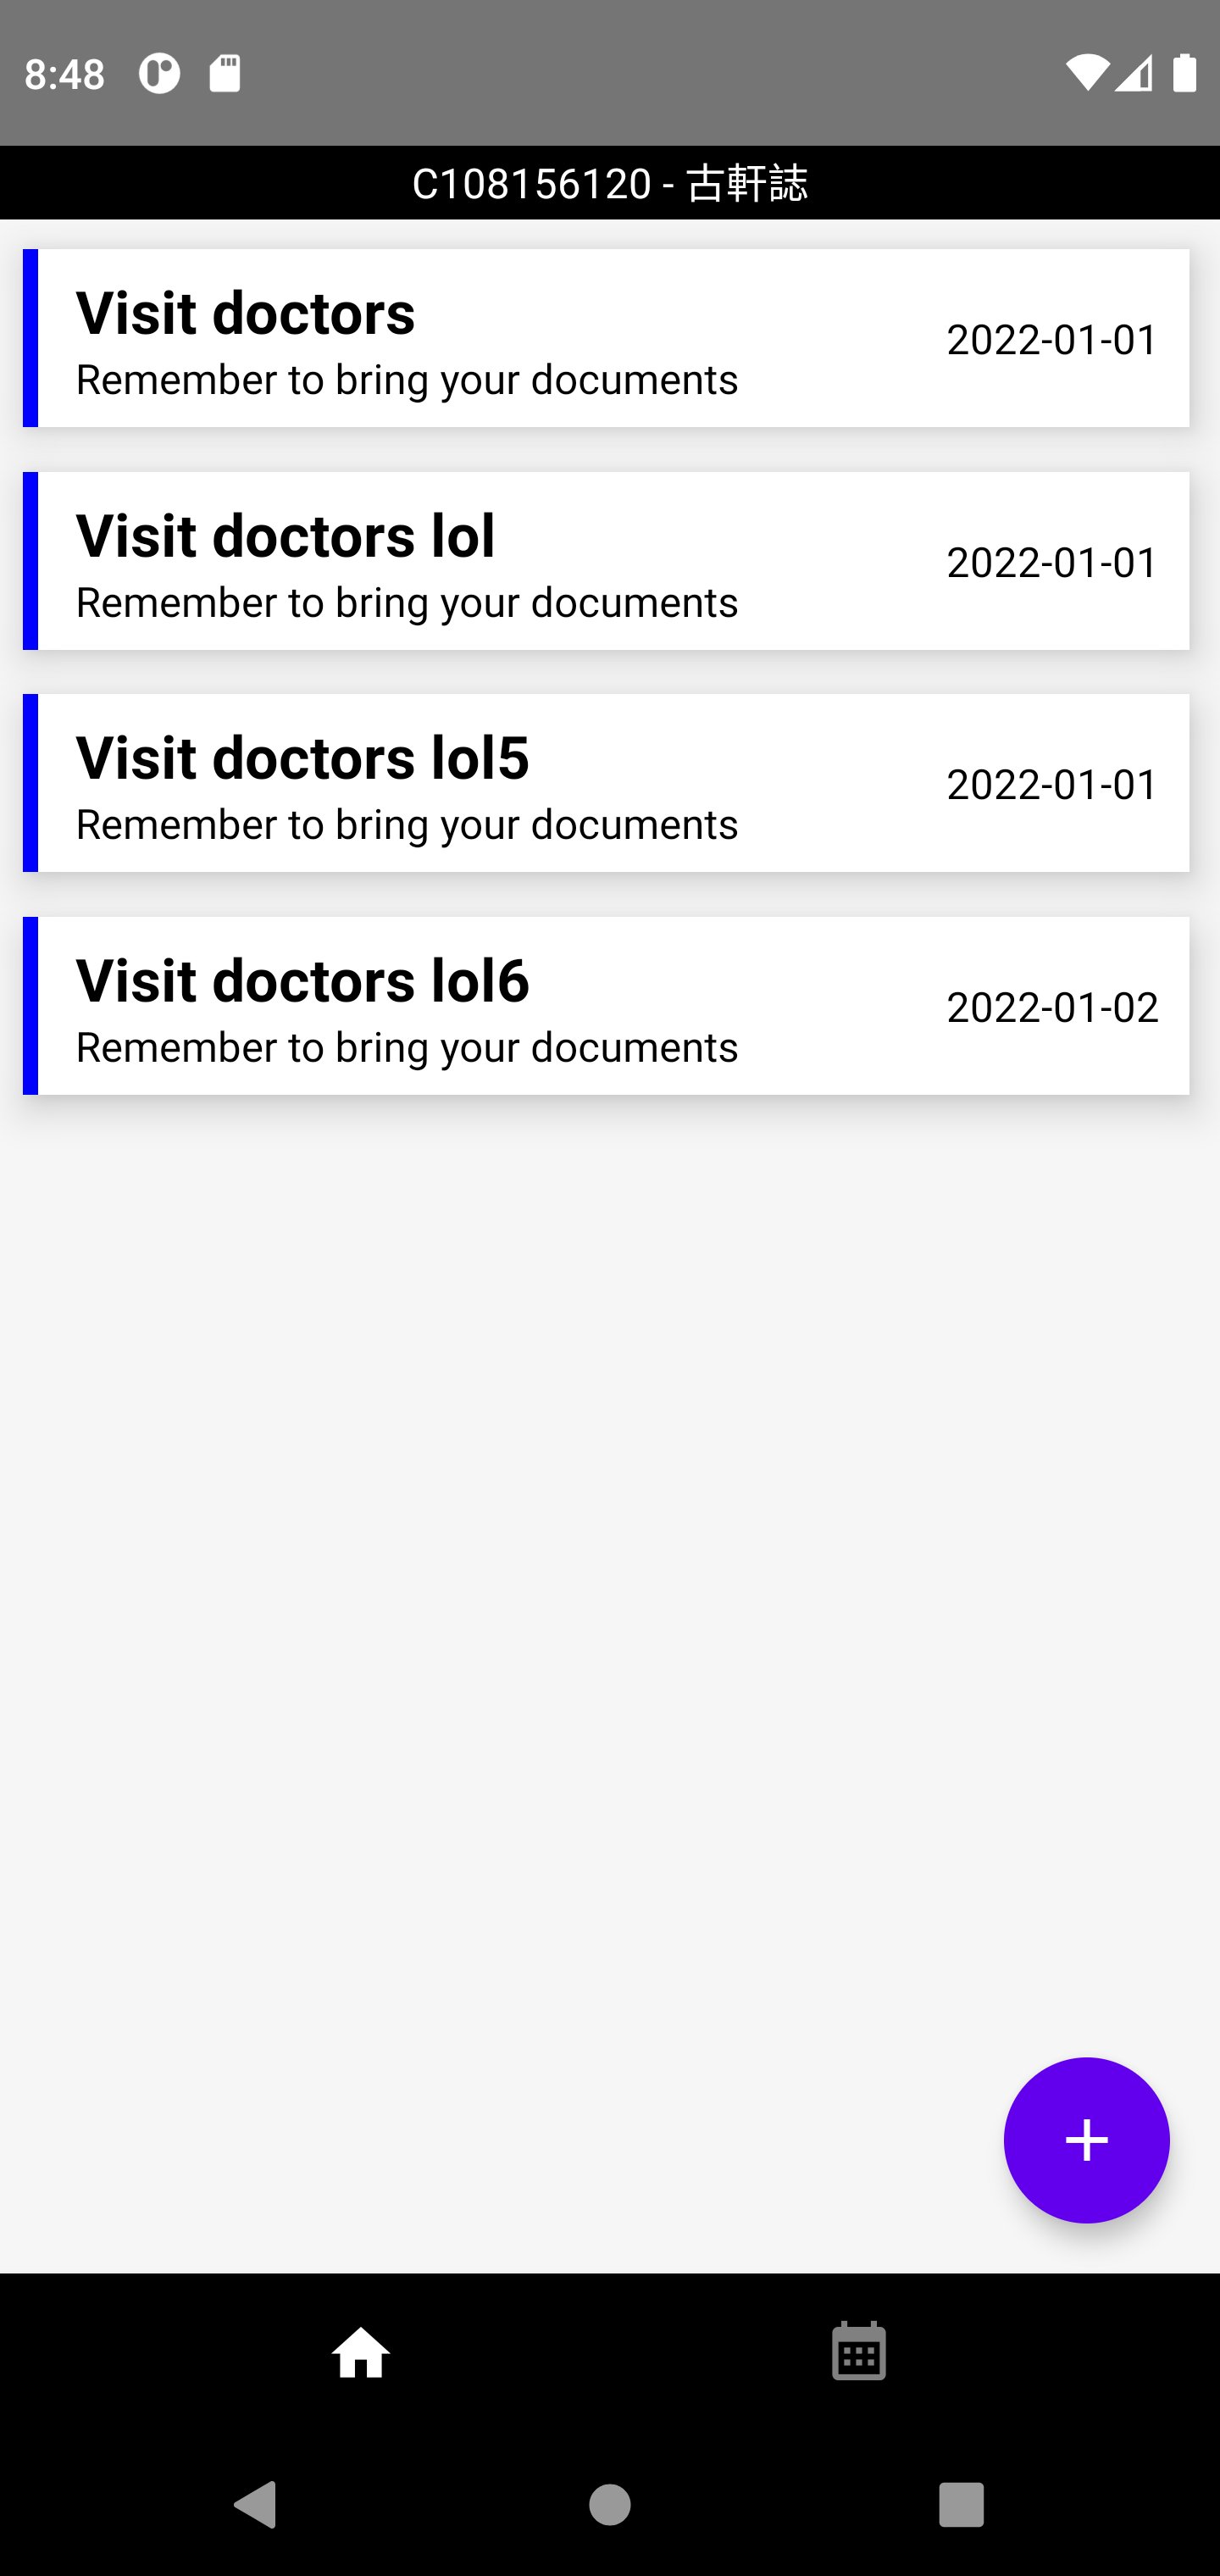 8:48
C108156120 - 古軒誌
Visit doctors
Remember to bring your documents
2022-01-01
Visit doctors lol
Remember to bring your documents
2022-01-01
Visit doctors lol5
Remember to bring your documents
2022-01-01
Visit doctors lol6
Remember to bring your documents
2022-01-02